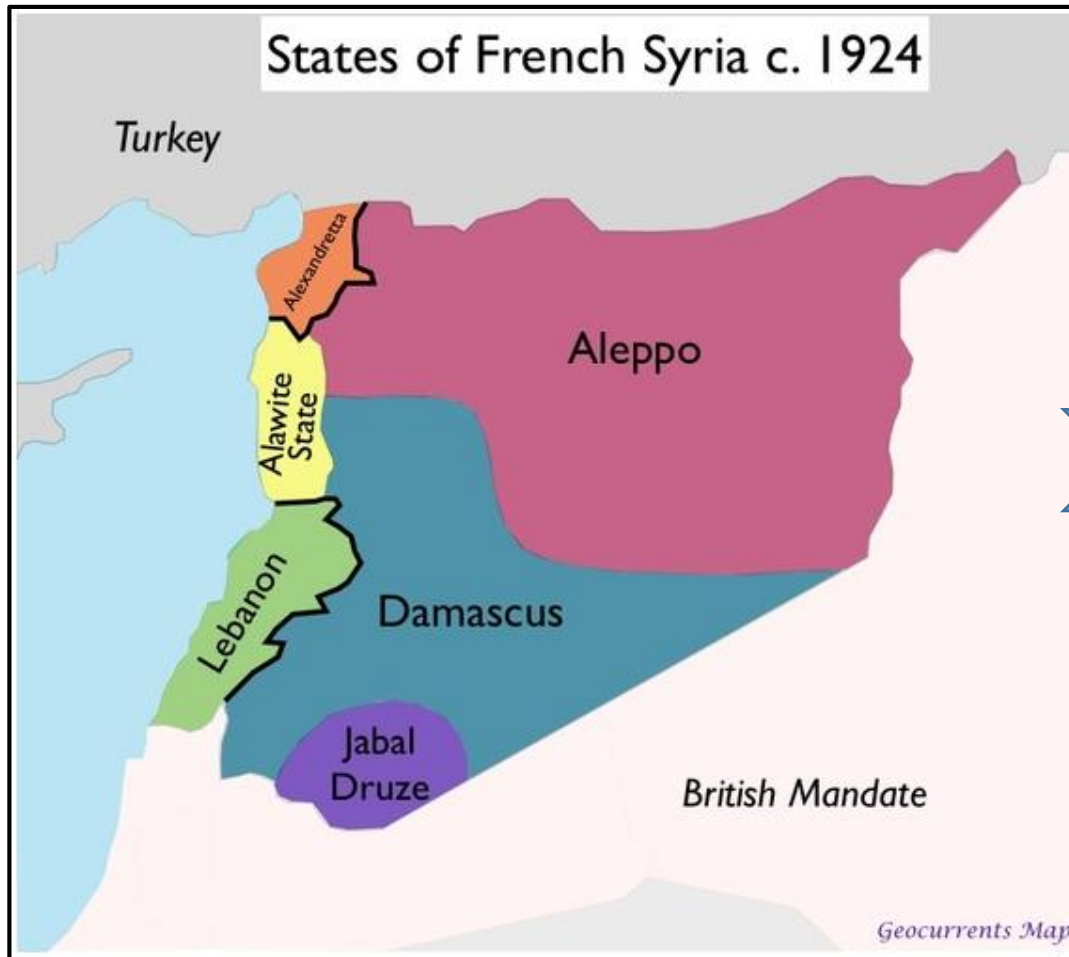 States of French Syria c. 1924
Turkey
Alexandretta
Aleppo
Alawite
State
Lebanon
Damascus
Jabal
Druze
British Mandate
Geocurrents Map